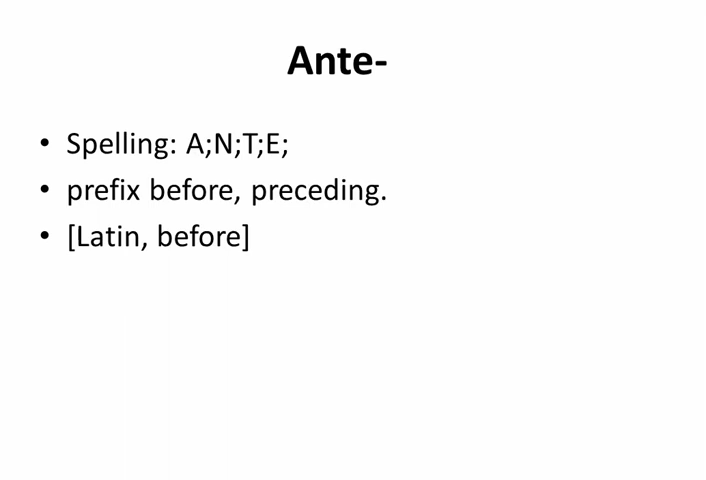 Ante-
• Spelling: A;N;T;E;
• prefix before, preceding.
• [Latin, before]